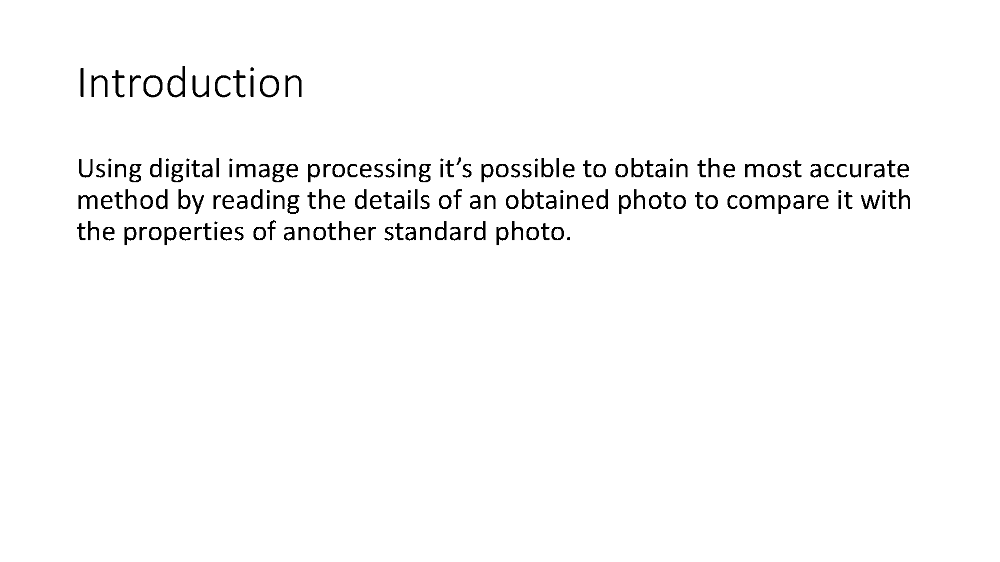 Introduction
Using digital image processing it’s possible to obtain the most accurate
method by reading the details of an obtained photo to compare it with
the properties of another standard photo.